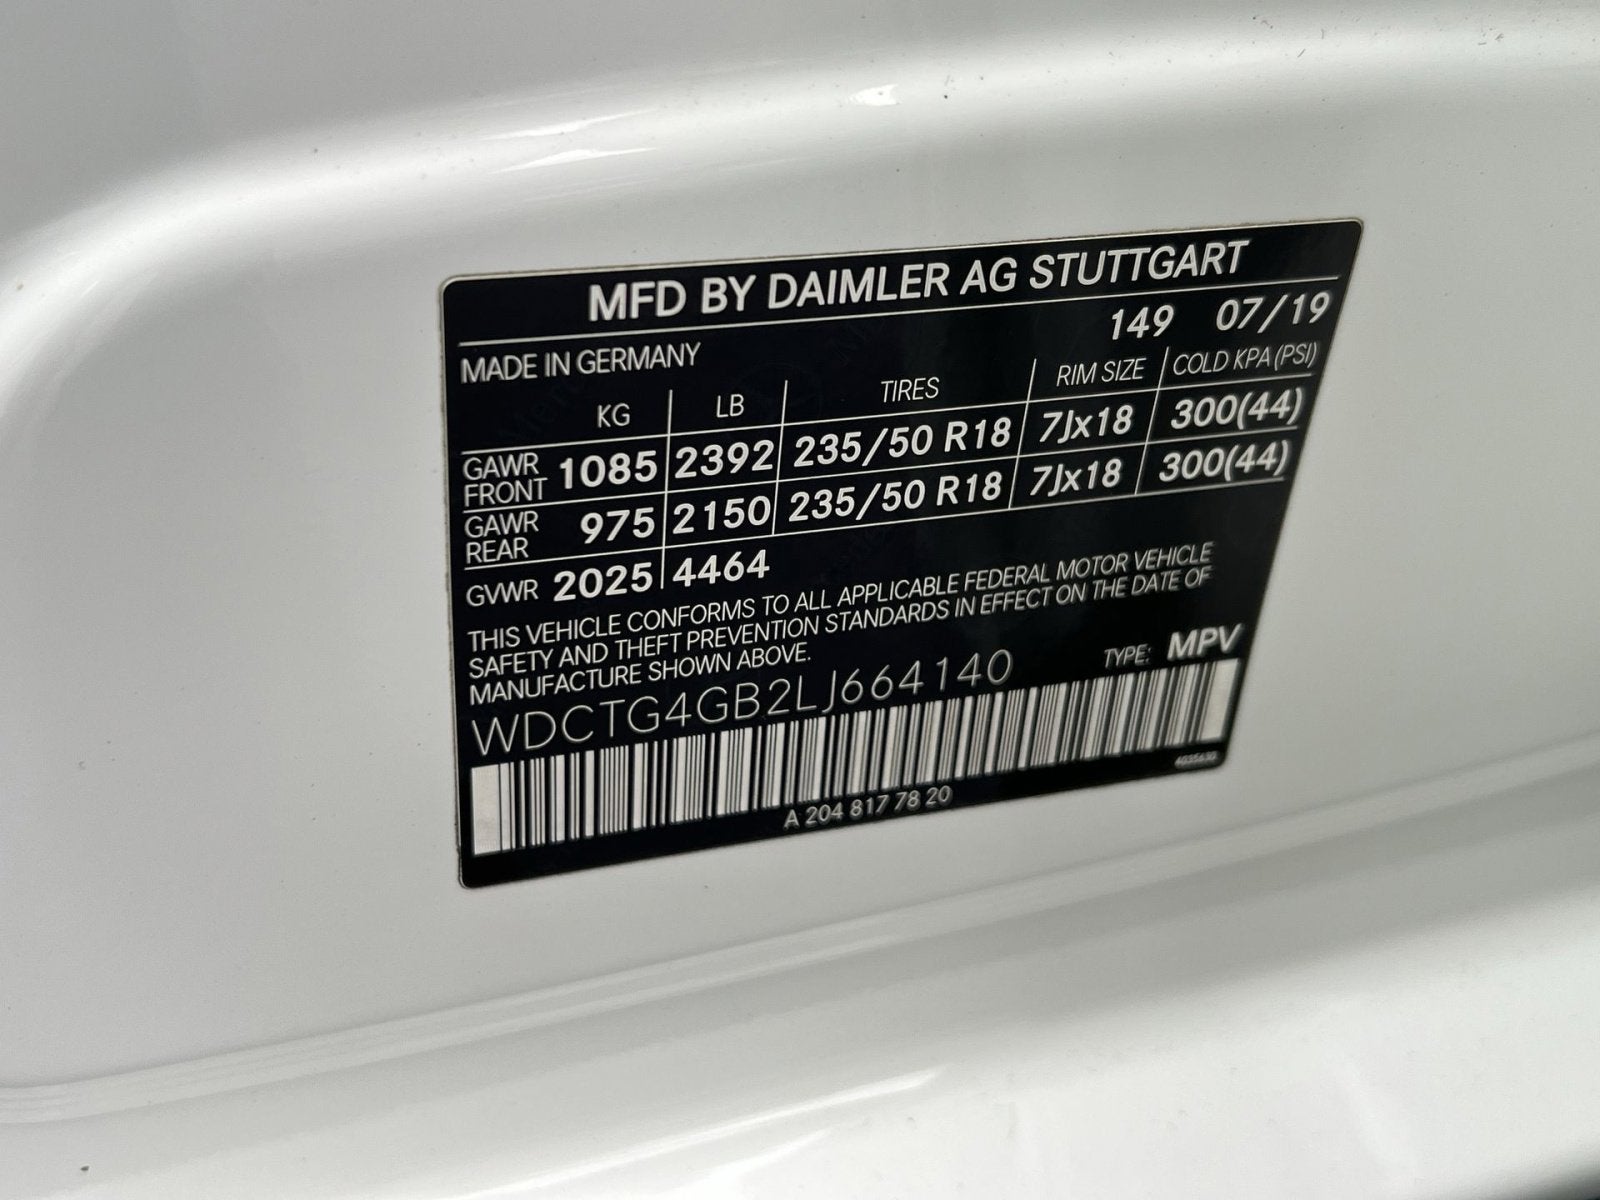 MFD BY DAIMLER AG STUTTGART
MADE IN GERMANY 149 07/19
KG LB TIRES RIM SIZE COLD KPA (PSI)
GAWR FRONT 1085 2392 235/50 R18 7Jx18 300(44)
GAWR REAR 975 2150 235/50 R18 7Jx18 300(44)
GVWR 2025 4464
THIS VEHICLE CONFORMS TO ALL APPLICABLE FEDERAL MOTOR VEHICLE
SAFETY AND THEFT PREVENTION STANDARDS IN EFFECT ON THE DATE OF
MANUFACTURE SHOWN ABOVE.
TYPE: MPV
WDCTG4GB2LJ664140
A 204 817 78 20